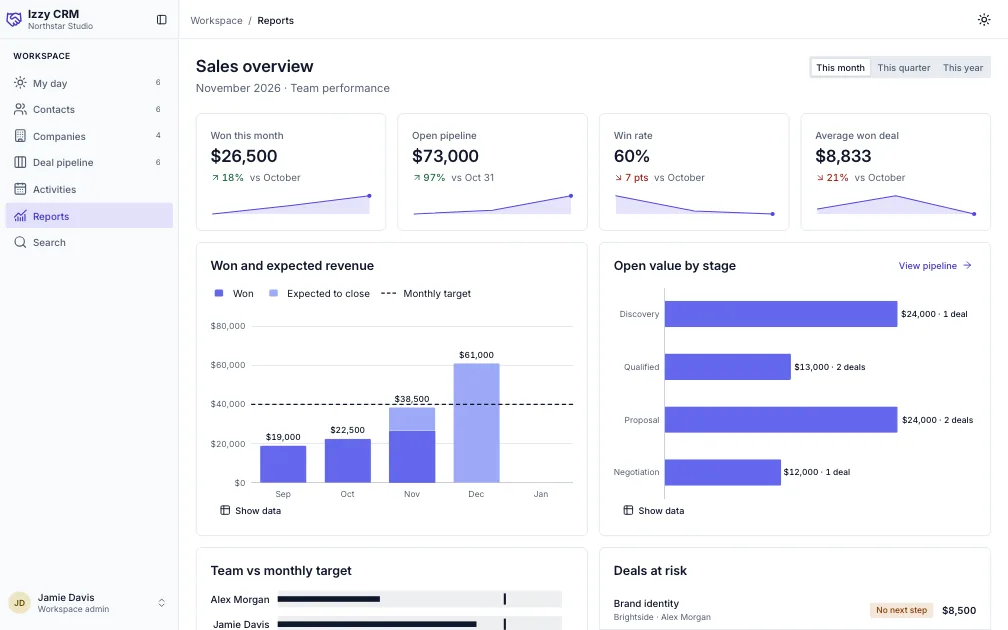 Izzy CRM
Northstar Studio
WORKSPACE
My day 6
Contacts 6
Companies 4
Deal pipeline 6
Activities
Reports
Search
JD
Jamie Davis
Workspace admin
Workspace / Reports
Sales overview
November 2026 · Team performance
This month This quarter This year
Won this month
$26,500
18% vs October
Open pipeline
$73,000
97% vs Oct 31
Win rate
60%
7 pts vs October
Average won deal
$8,833
21% vs October
Won and expected revenue
Won Expected to close Monthly target
$80,000
$60,000
$40,000
$20,000
$0
$19,000
$22,500
$38,500
$61,000
Sep Oct Nov Dec Jan
Show data
Open value by stage
View pipeline
Discovery $24,000 · 1 deal
Qualified $13,000 · 2 deals
Proposal $24,000 · 2 deals
Negotiation $12,000 · 1 deal
Show data
Team vs monthly target
Alex Morgan
Jamie Davis
Deals at risk
Brand identity
Brightside · Alex Morgan
No next step $8,500